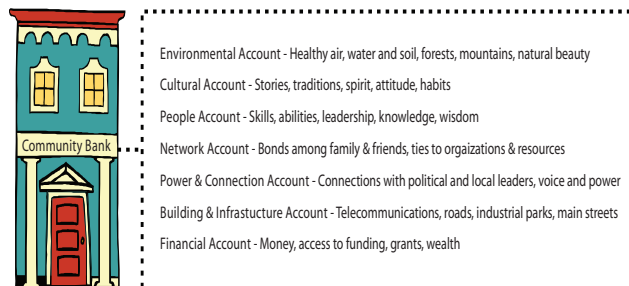 Environmental Account - Healthy air, water and soil, forests, mountains, natural beauty
Cultural Account - Stories, traditions, spirit, attitude, habits
People Account - Skills, abilities, leadership, knowledge, wisdom
Community Bank
Network Account - Bonds among family & friends, ties to orgaizations & resources
Power & Connection Account - Connections with political and local leaders, voice and power
Building & Infrastucture Account - Telecommunications, roads, industrial parks, main streets
Financial Account - Money, access to funding, grants, wealth